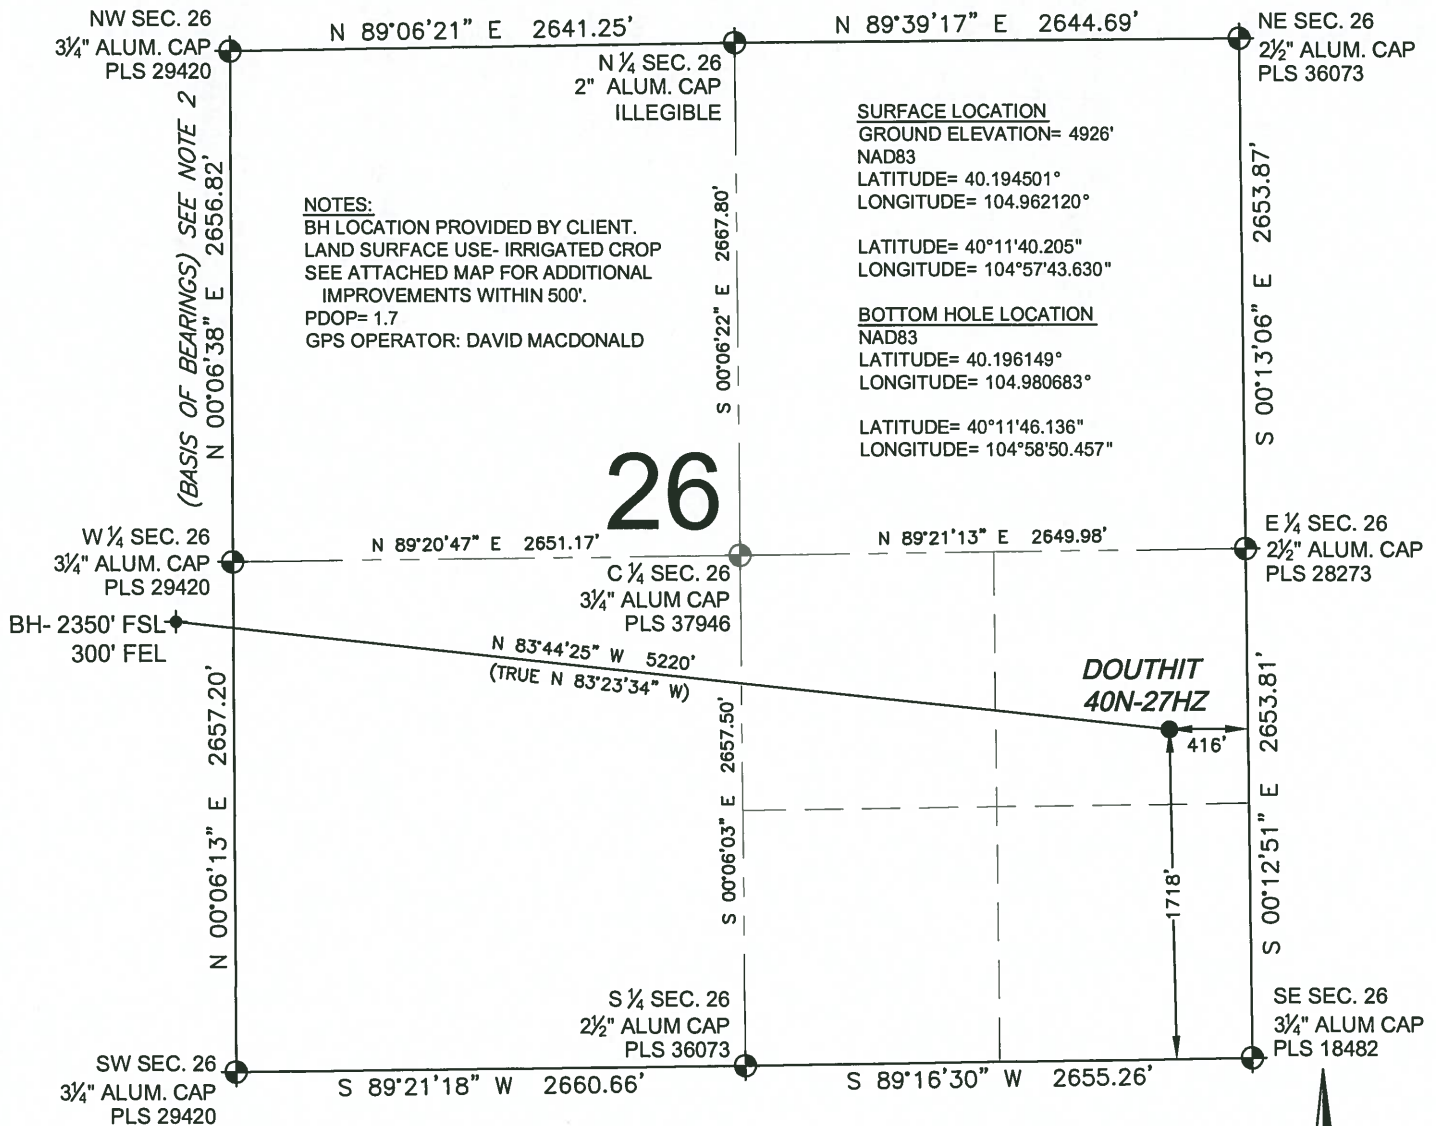 NW SEC. 26
3¼" ALUM. CAP
PLS 29420
N 89°06'21" E 2641.25'
N ¼ SEC. 26
2" ALUM. CAP
ILLEGIBLE
N 89°39'17" E 2644.69'
NE SEC. 26
2½" ALUM. CAP
PLS 36073
(BASIS OF BEARINGS) SEE NOTE 2
N 00°06'38" E 2656.82'
NOTES:
BH LOCATION PROVIDED BY CLIENT.
LAND SURFACE USE- IRRIGATED CROP
SEE ATTACHED MAP FOR ADDITIONAL
IMPROVEMENTS WITHIN 500'.
PDOP= 1.7
GPS OPERATOR: DAVID MACDONALD
S 00°06'22" E 2667.80'
SURFACE LOCATION
GROUND ELEVATION= 4926'
NAD83
LATITUDE= 40.194501°
LONGITUDE= 104.962120°
LATITUDE= 40°11'40.205"
LONGITUDE= 104°57'43.630"
BOTTOM HOLE LOCATION
NAD83
LATITUDE= 40.196149°
LONGITUDE= 104.980683°
LATITUDE= 40°11'46.136"
LONGITUDE= 104°58'50.457"
S 00°13'06" E 2653.87'
26
W ¼ SEC. 26
3¼" ALUM. CAP
PLS 29420
N 89°20'47" E 2651.17'
C ¼ SEC. 26
3¼" ALUM CAP
PLS 37946
N 89°21'13" E 2649.98'
E ¼ SEC. 26
2½" ALUM. CAP
PLS 28273
BH- 2350' FSL
300' FEL
N 83°44'25" W 5220'
(TRUE N 83°23'34" W)
DOUTHIT
40N-27HZ
416'
N 00°06'13" E 2657.20'
S 00°06'03" E 2657.50'
1718'
S 00°12'51" E 2653.81'
SW SEC. 26
3¼" ALUM. CAP
PLS 29420
S 89°21'18" W 2660.66'
S ¼ SEC. 26
2½" ALUM CAP
PLS 36073
S 89°16'30" W 2655.26'
SE SEC. 26
3¼" ALUM CAP
PLS 18482